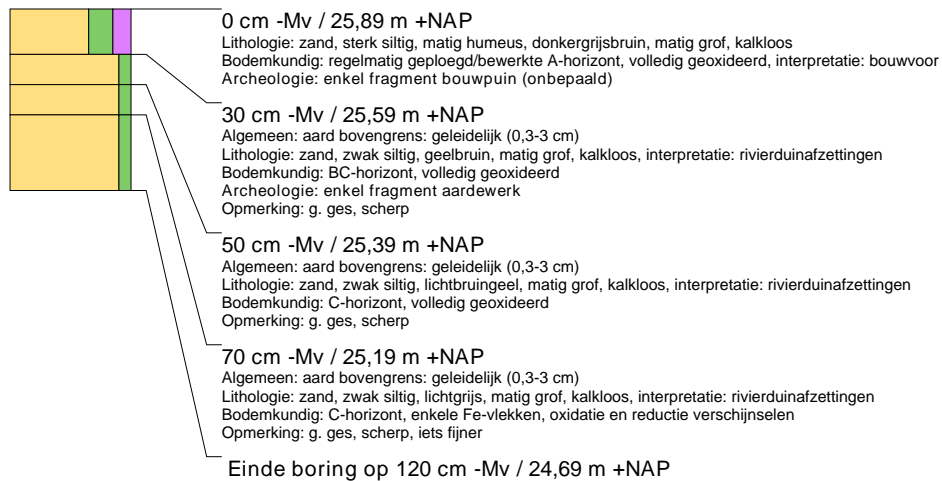 0 cm -Mv / 25,89 m +NAP
Lithologie: zand, sterk siltig, matig humeus, donkergrijsbruin, matig grof, kalkloos
Bodemkundig: regelmatig geploegd/bewerkte A-horizont, volledig geoxideerd, interpretatie: bouwvoor
Archeologie: enkel fragment bouwpuin (onbepaald)
30 cm -Mv / 25,59 m +NAP
Algemeen: aard bovengrens: geleidelijk (0,3-3 cm)
Lithologie: zand, zwak siltig, geelbruin, matig grof, kalkloos, interpretatie: rivierduinafzettingen
Bodemkundig: BC-horizont, volledig geoxideerd
Archeologie: enkel fragment aardewerk
Opmerking: g. ges, scherp
50 cm -Mv / 25,39 m +NAP
Algemeen: aard bovengrens: geleidelijk (0,3-3 cm)
Lithologie: zand, zwak siltig, lichtbruingeel, matig grof, kalkloos, interpretatie: rivierduinafzettingen
Bodemkundig: C-horizont, volledig geoxideerd
Opmerking: g. ges, scherp
70 cm -Mv / 25,19 m +NAP
Algemeen: aard bovengrens: geleidelijk (0,3-3 cm)
Lithologie: zand, zwak siltig, lichtgrijs, matig grof, kalkloos, interpretatie: rivierduinafzettingen
Bodemkundig: C-horizont, enkele Fe-vlekken, oxidatie en reductie verschijnselen
Opmerking: g. ges, scherp, iets fijner
Einde boring op 120 cm -Mv / 24,69 m +NAP